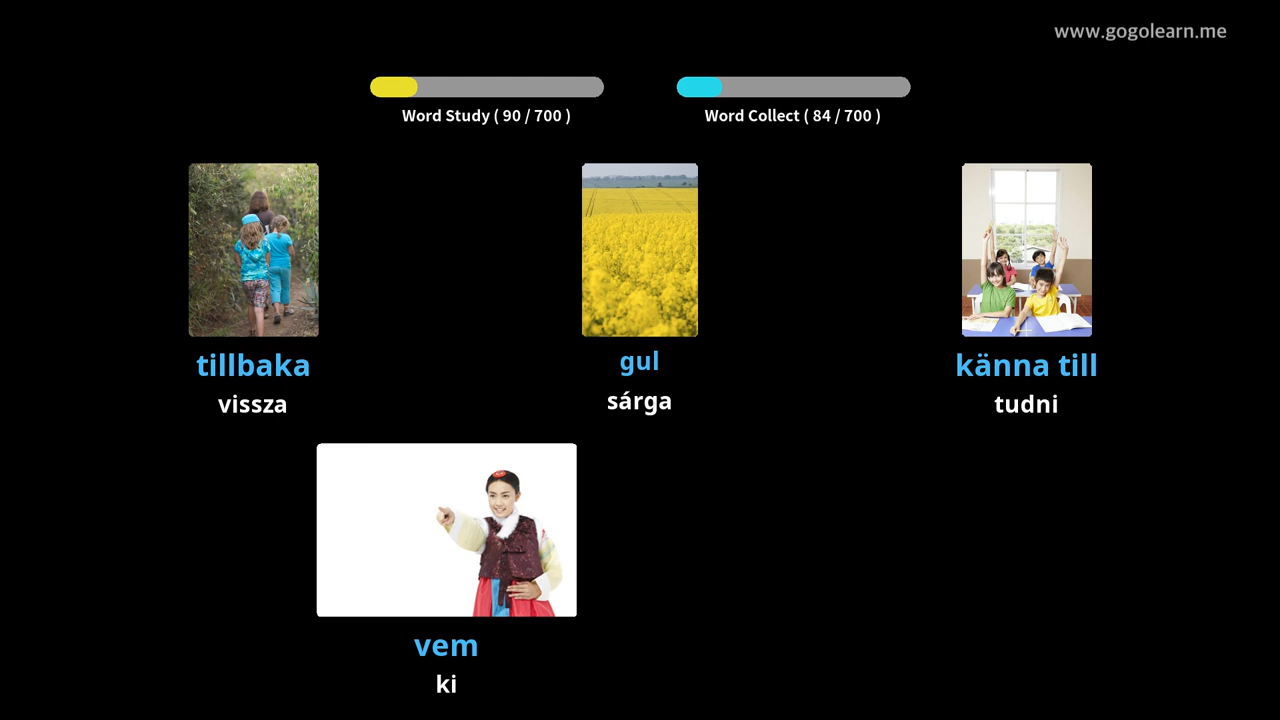 www.gogolearn.me
Word Study ( 90 / 700 )
Word Collect ( 84 / 700 )
tillbaka
vissza
gul
sárga
känna till
tudni
vem
ki